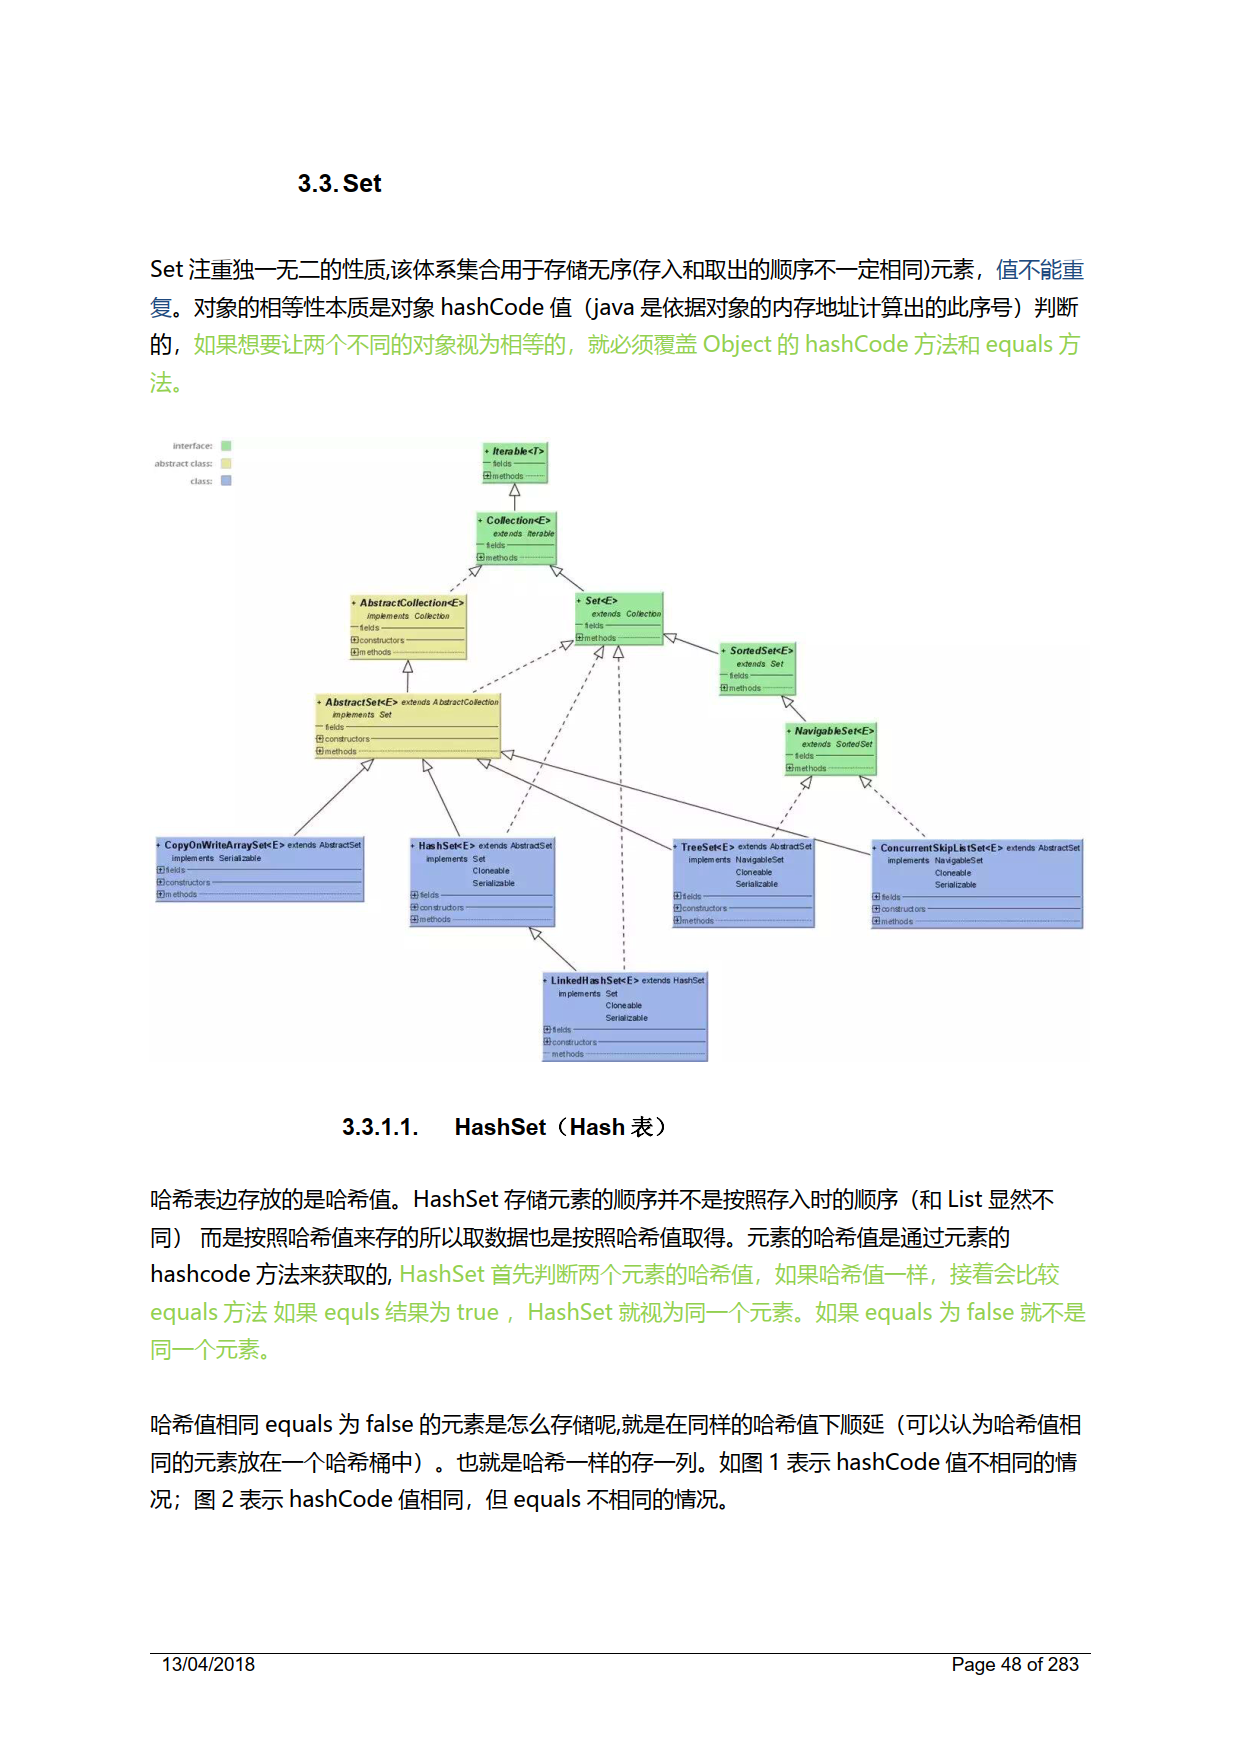 3.3. Set
Set 注重独一无二的性质,该体系集合用于存储无序(存入和取出的顺序不一定相同)元素，值不能重
复。对象的相等性本质是对象 hashCode 值（java 是依据对象的内存地址计算出的此序号）判断
的，如果想要让两个不同的对象视为相等的，就必须覆盖 Object 的 hashCode 方法和 equals 方
法。
interface:
abstract class:
class:
+ Iterable<T>
fields
methods
+ Collection<E>
extends Iterable
fields
methods
+ AbstractCollection<E>
implements Collection
fields
constructors
methods
+ Set<E>
extends Collection
fields
methods
+ SortedSet<E>
extends Set
fields
methods
+ AbstractSet<E> extends AbstractCollection
implements Set
fields
constructors
methods
+ NavigableSet<E>
extends SortedSet
fields
methods
+ CopyOnWriteArraySet<E> extends AbstractSet
implements Serializable
fields
constructors
methods
+ HashSet<E> extends AbstractSet
implements Set
Cloneable
Serializable
fields
constructors
methods
+ TreeSet<E> extends AbstractSet
implements NavigableSet
Cloneable
Serializable
fields
constructors
methods
+ ConcurrentSkipListSet<E> extends AbstractSet
implements NavigableSet
Cloneable
Serializable
fields
constructors
methods
+ LinkedHashSet<E> extends HashSet
implements Set
Cloneable
Serializable
fields
constructors
methods
3.3.1.1. HashSet（Hash 表）
哈希表边存放的是哈希值。HashSet 存储元素的顺序并不是按照存入时的顺序（和 List 显然不
同） 而是按照哈希值来存的所以取数据也是按照哈希值取得。元素的哈希值是通过元素的
hashcode 方法来获取的, HashSet 首先判断两个元素的哈希值，如果哈希值一样，接着会比较
equals 方法 如果 equls 结果为 true ，HashSet 就视为同一个元素。如果 equals 为 false 就不是
同一个元素。
哈希值相同 equals 为 false 的元素是怎么存储呢,就是在同样的哈希值下顺延（可以认为哈希值相
同的元素放在一个哈希桶中）。也就是哈希一样的存一列。如图 1 表示 hashCode 值不相同的情
况；图 2 表示 hashCode 值相同，但 equals 不相同的情况。
13/04/2018
Page 48 of 283